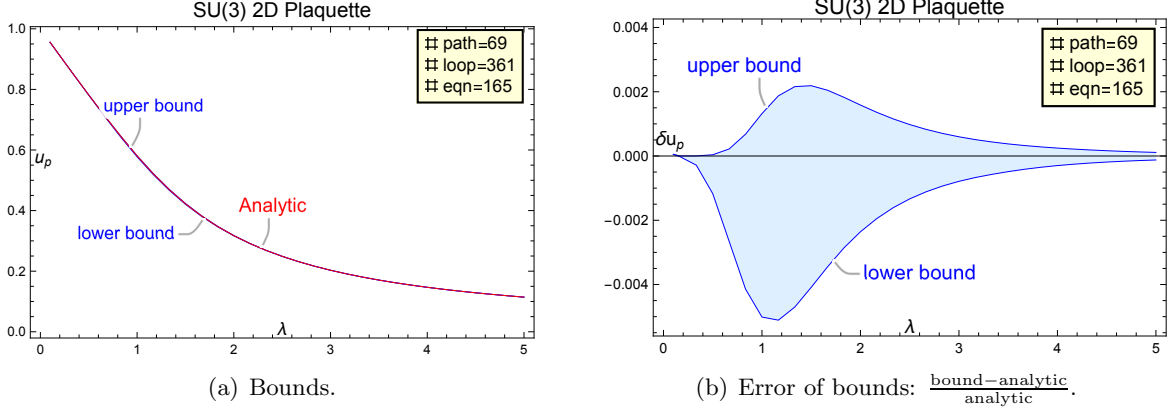 SU(3) 2D Plaquette
1.0
0.8
0.6
0.4
0.2
0.0
u_p
0
1
2
3
4
5
λ
upper bound
lower bound
Analytic
# path=69
# loop=361
# eqn=165
(a) Bounds.
SU(3) 2D Plaquette
0.004
0.002
0.000
−0.002
−0.004
δu_p
0
1
2
3
4
5
λ
upper bound
lower bound
# path=69
# loop=361
# eqn=165
(b) Error of bounds: bound−analytic / analytic.